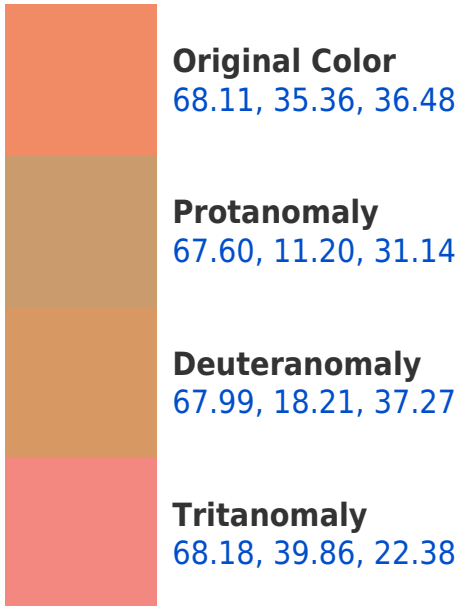 Original Color
68.11, 35.36, 36.48
Protanomaly
67.60, 11.20, 31.14
Deuteranomaly
67.99, 18.21, 37.27
Tritanomaly
68.18, 39.86, 22.38